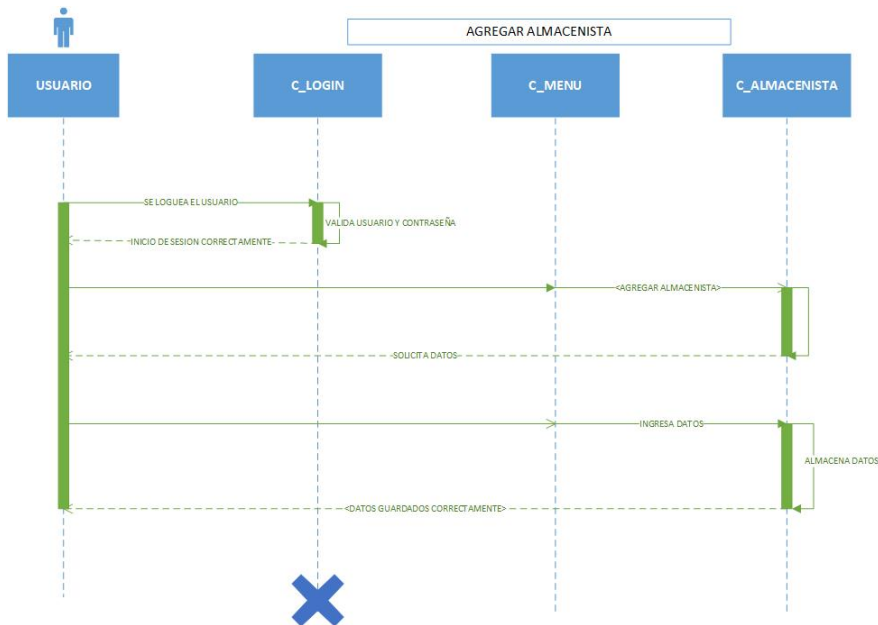 AGREGAR ALMACENISTA
USUARIO
C_LOGIN
C_MENU
C_ALMACENISTA
SE LOGUEA EL USUARIO
VALIDA USUARIO Y CONTRASEÑA
INICIO DE SESION CORRECTAMENTE
<AGREGAR ALMACENISTA>
SOLICITA DATOS
INGRESA DATOS
ALMACENA DATOS
<DATOS GUARDADOS CORRECTAMENTE>